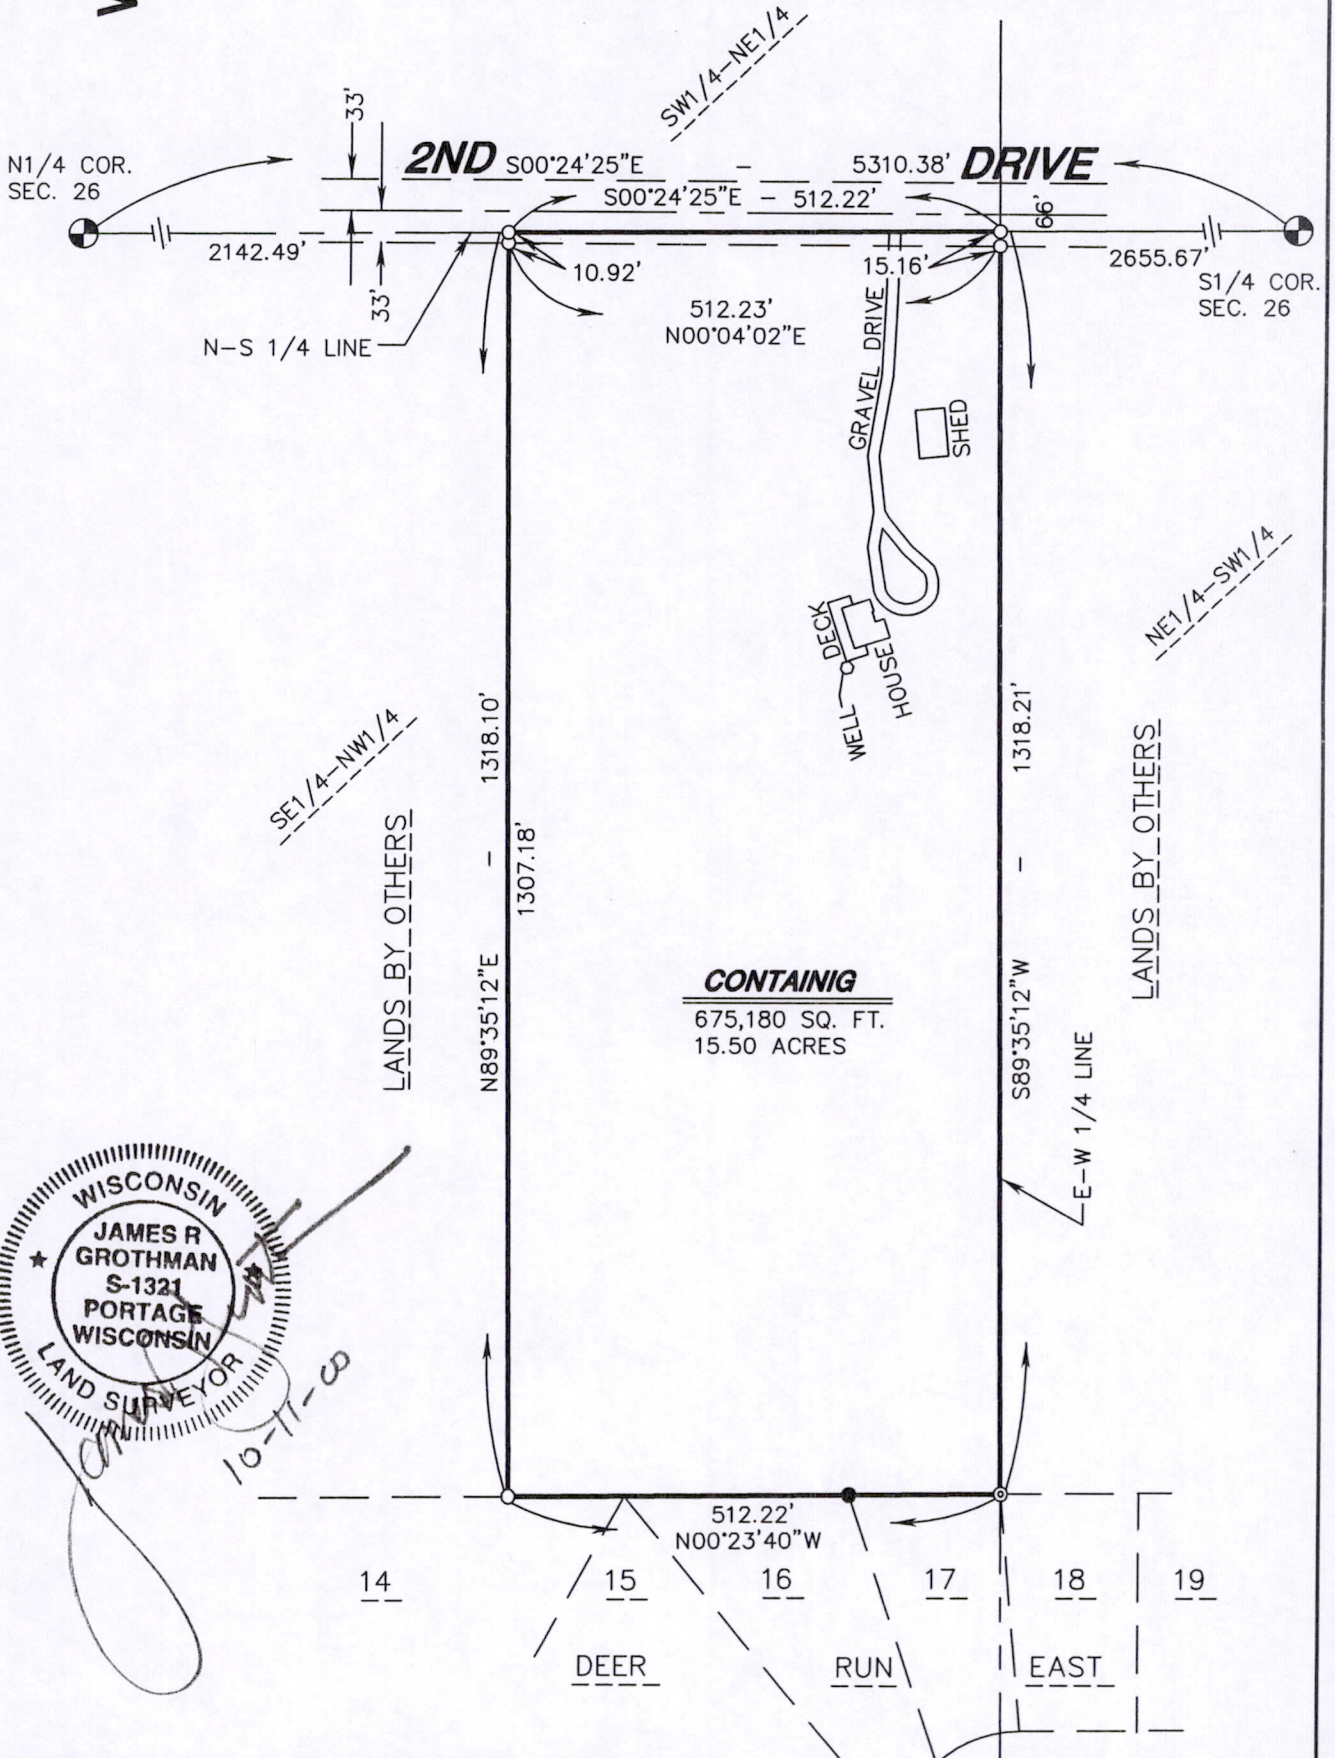 SW1/4-NE1/4
33'
N1/4 COR.
SEC. 26
2ND S00°24'25"E - 5310.38' DRIVE
S00°24'25"E - 512.22'
66'
2142.49'
10.92'
15.16'
2655.67'
S1/4 COR.
SEC. 26
33'
512.23'
N00°04'02"E
N-S 1/4 LINE
GRAVEL DRIVE
SHED
DECK
HOUSE
WELL
NE1/4-SW1/4
SE1/4-NW1/4
LANDS BY OTHERS
N89°35'12"E - 1318.10'
1307.18'
S89°35'12"W - 1318.21'
LANDS BY OTHERS
CONTAINIG
675,180 SQ. FT.
15.50 ACRES
E-W 1/4 LINE
WISCONSIN
JAMES R
GROTHMAN
S-1321
PORTAGE
WISCONSIN
LAND SURVEYOR
10-11-8
512.22'
N00°23'40"W
14 15 16 17 18 19
DEER RUN EAST